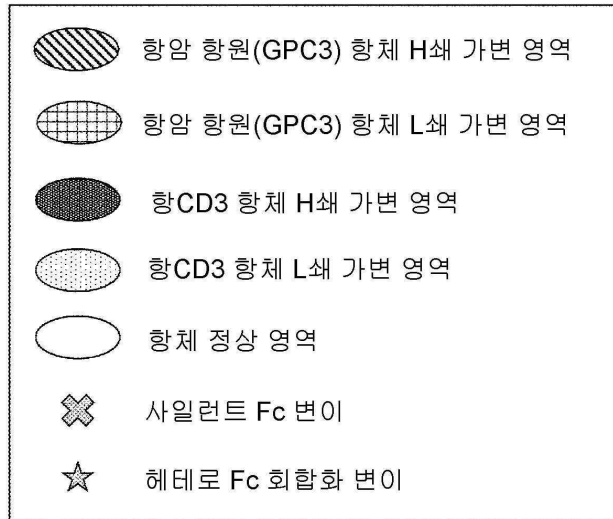 항암 항원(GPC3) 항체 H쇄 가변 영역
항암 항원(GPC3) 항체 L쇄 가변 영역
항CD3 항체 H쇄 가변 영역
항CD3 항체 L쇄 가변 영역
항체 정상 영역
사일런트 Fc 변이
헤테로 Fc 회합화 변이